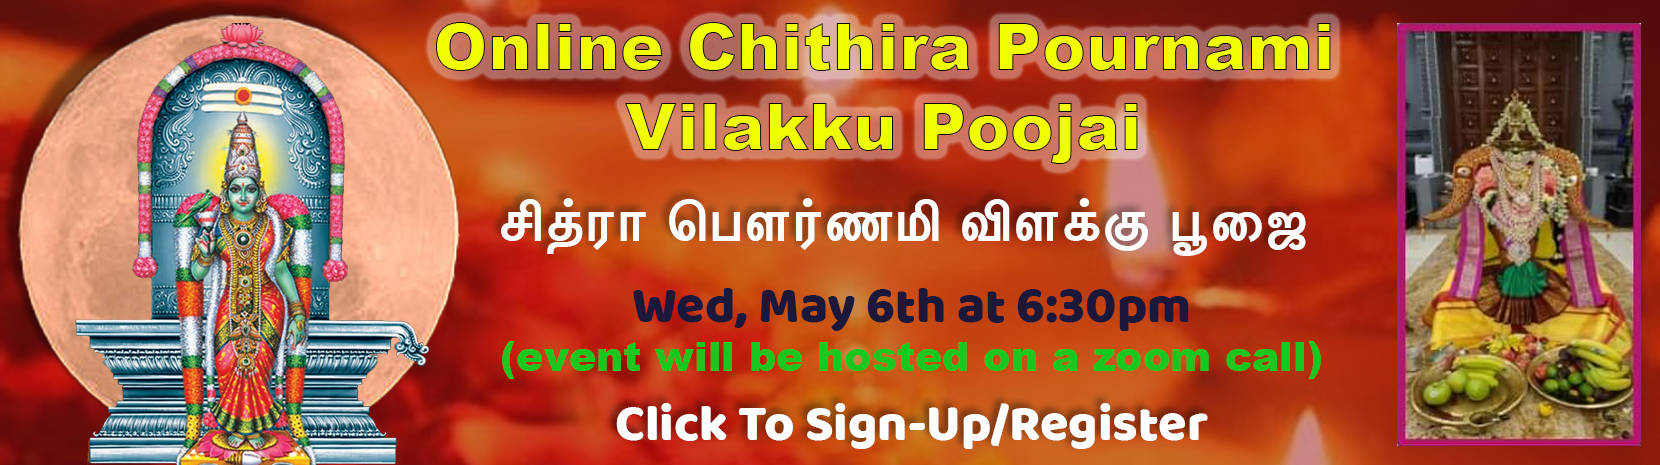 Online Chithira Pournami
Vilakku Poojai
சித்ரா பௌர்ணமி விளக்கு பூஜை
Wed, May 6th at 6:30pm
(event will be hosted on a zoom call)
Click To Sign-Up/Register